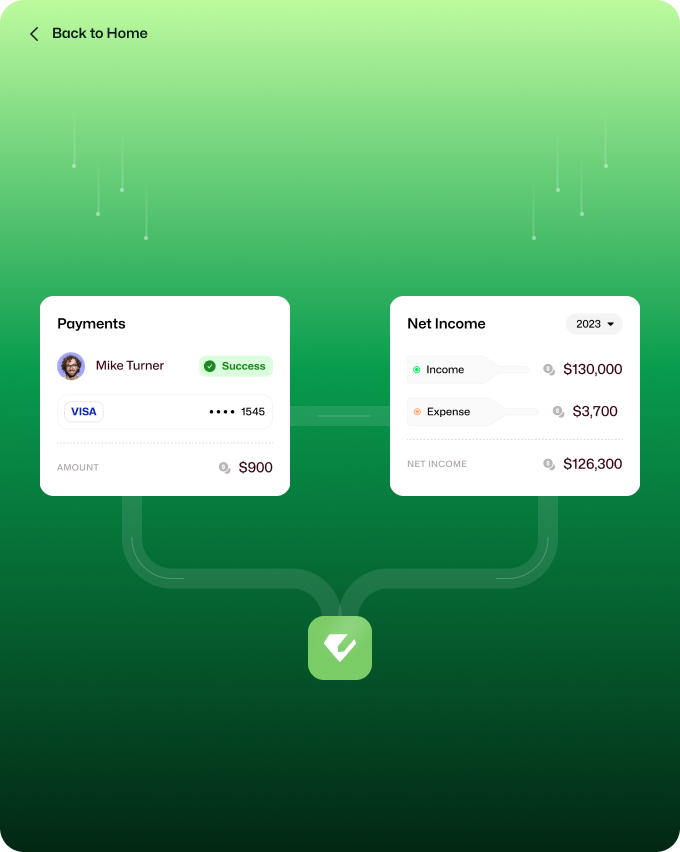 Back to Home
Payments
Mike Turner
Success
VISA
•••• 1545
AMOUNT
$900
Net Income
2023
Income
$130,000
Expense
$3,700
NET INCOME
$126,300